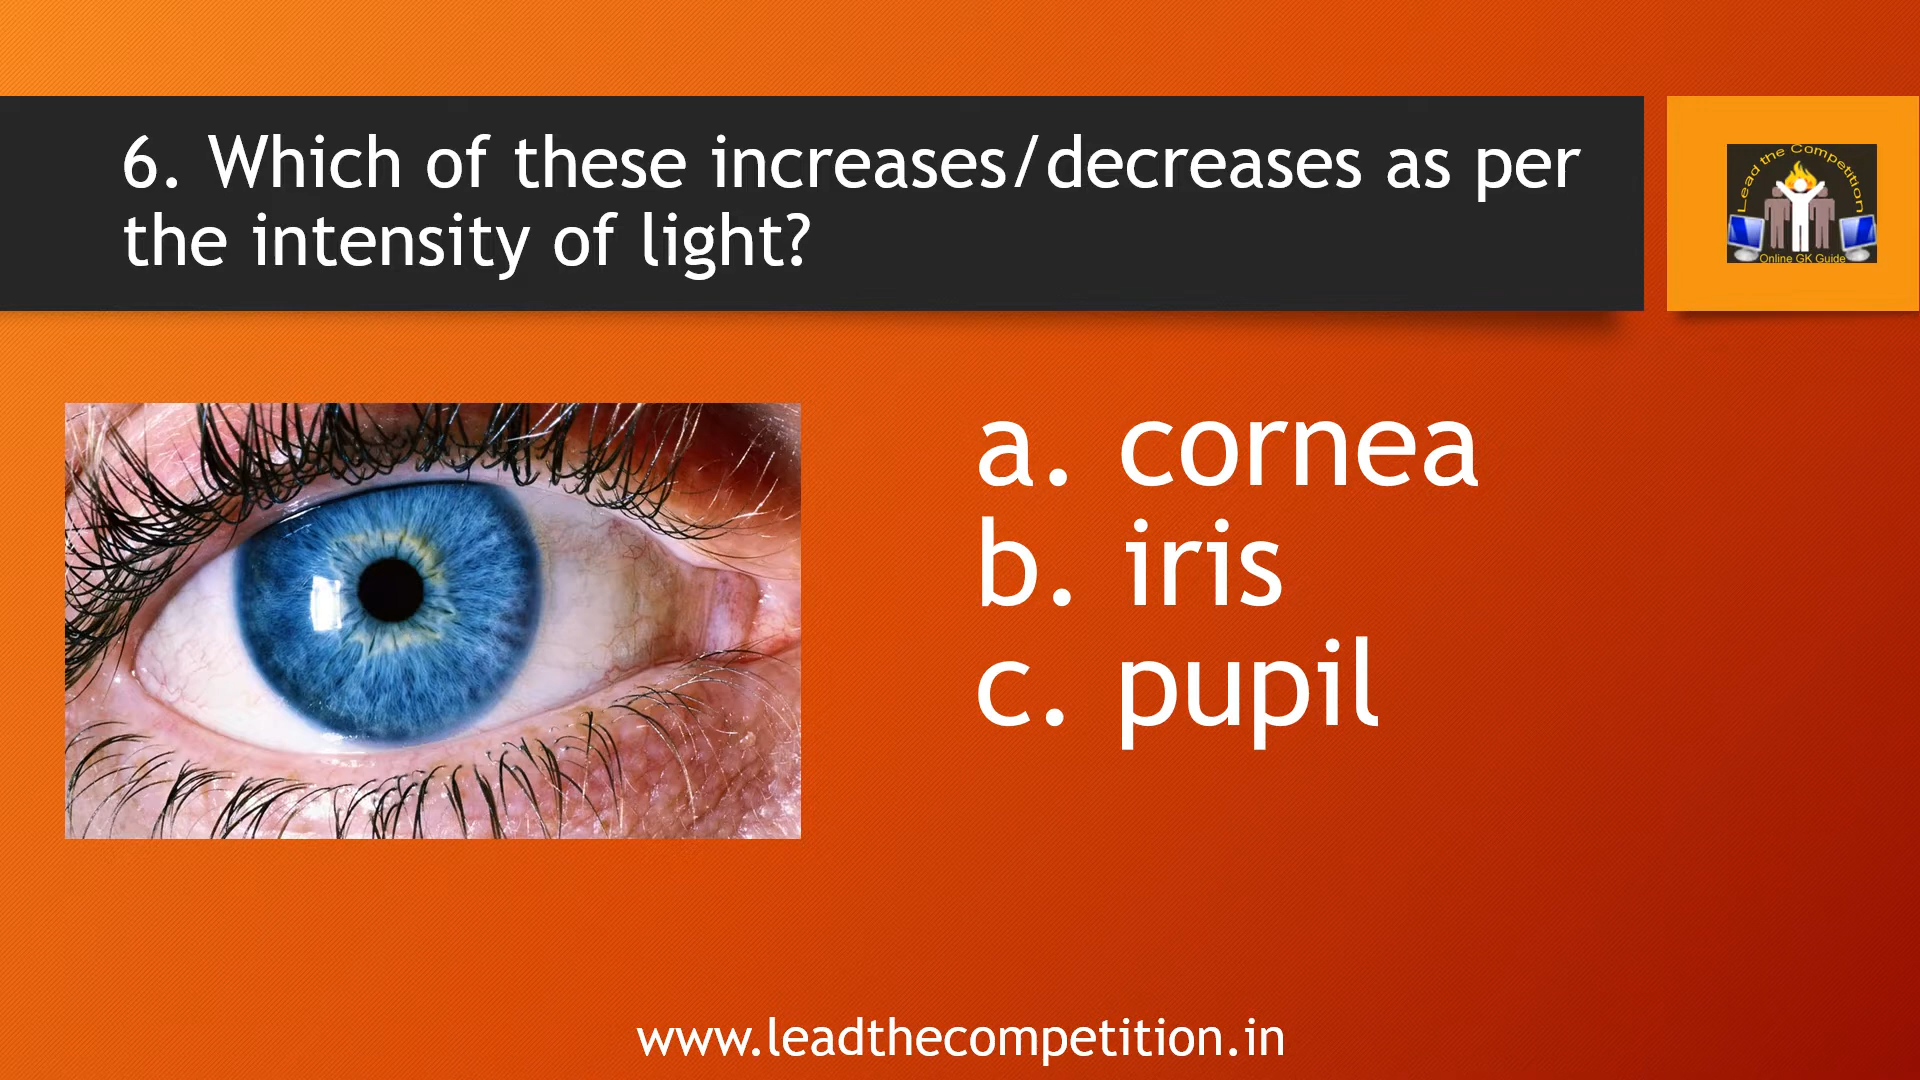 6. Which of these increases/decreases as per
the intensity of light?
Lead the Competition
Online GK Guide
a. cornea
b. iris
c. pupil
www.leadthecompetition.in